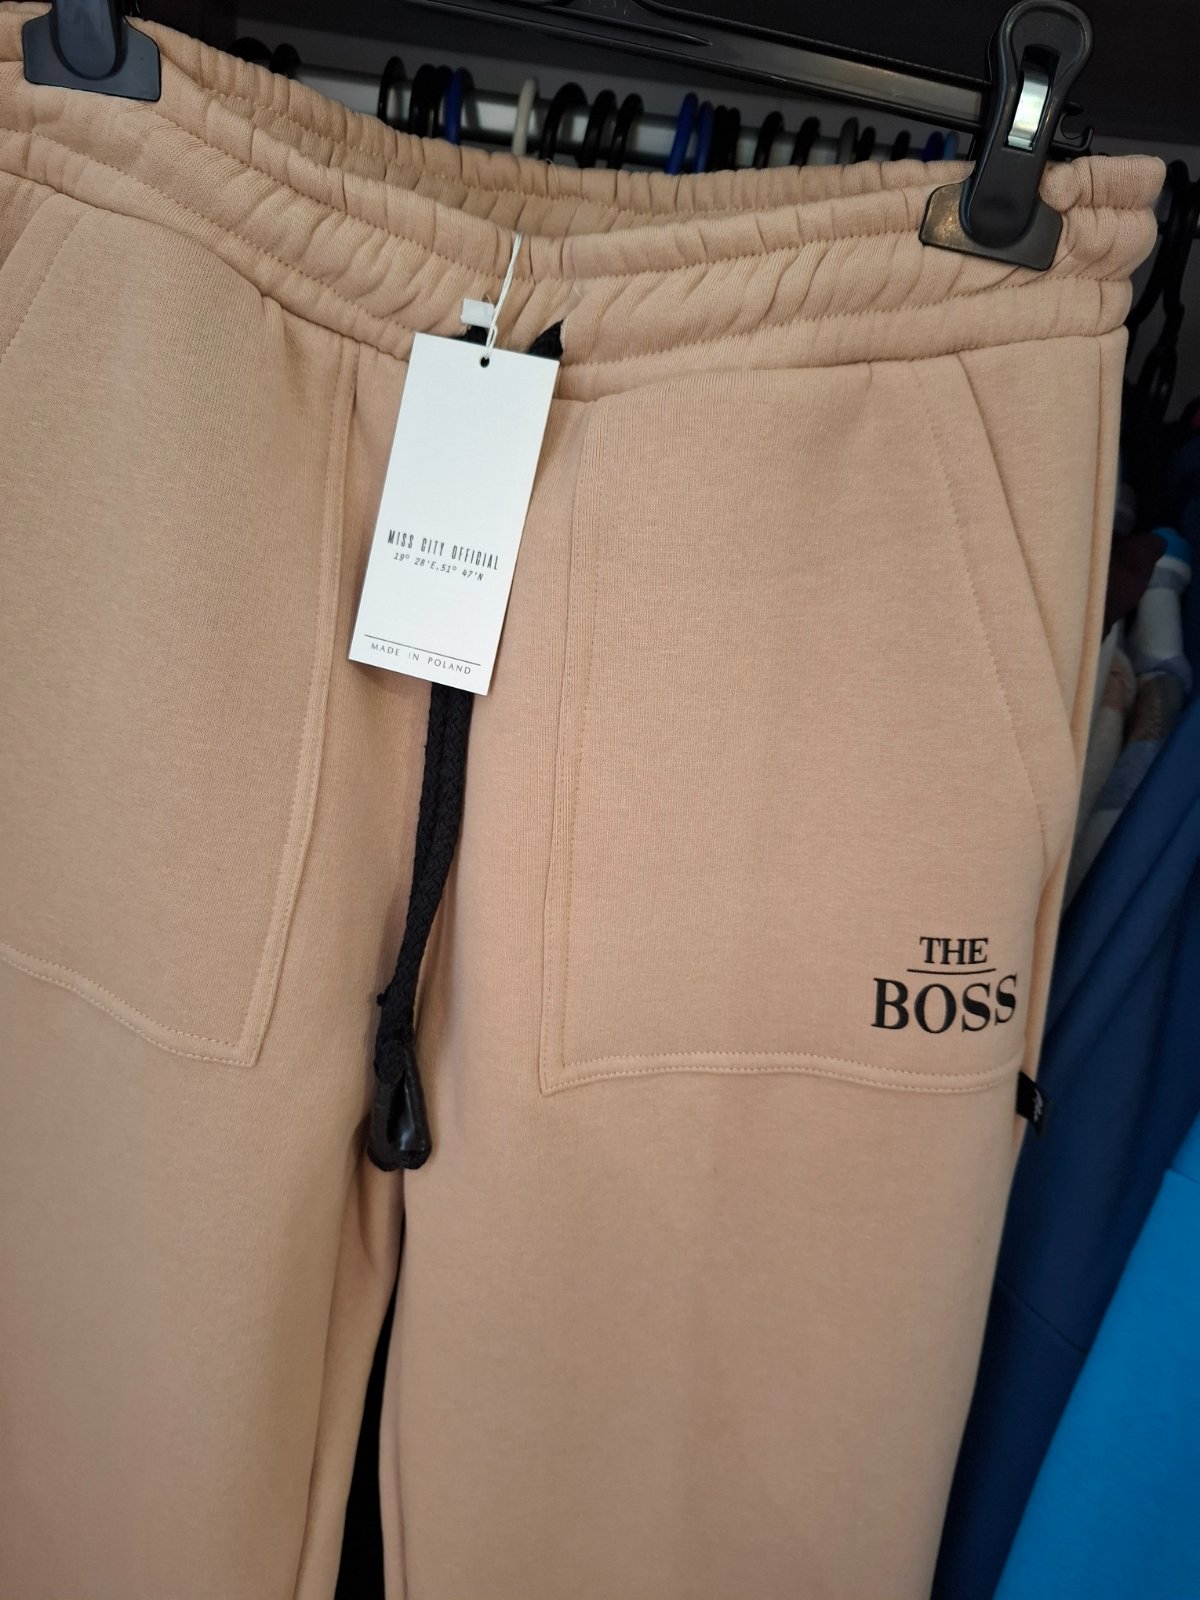 MISS CITY OFFICIAL
19° 28'E.51° 47'N
MADE IN POLAND
THE
BOSS